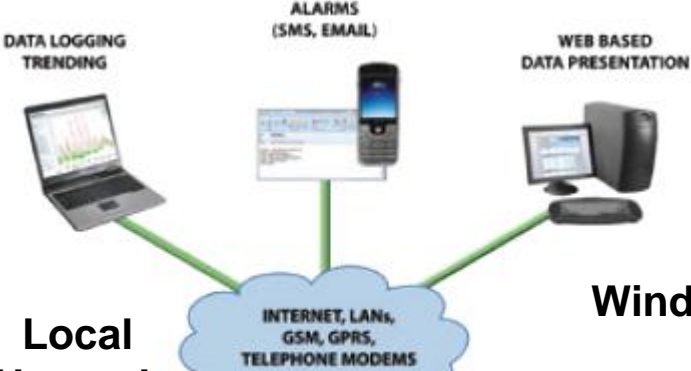 ALARMS
(SMS, EMAIL)
DATA LOGGING
TRENDING
WEB BASED
DATA PRESENTATION
INTERNET, LANs,
GSM, GPRS,
TELEPHONE MODEMS
Local
Wind